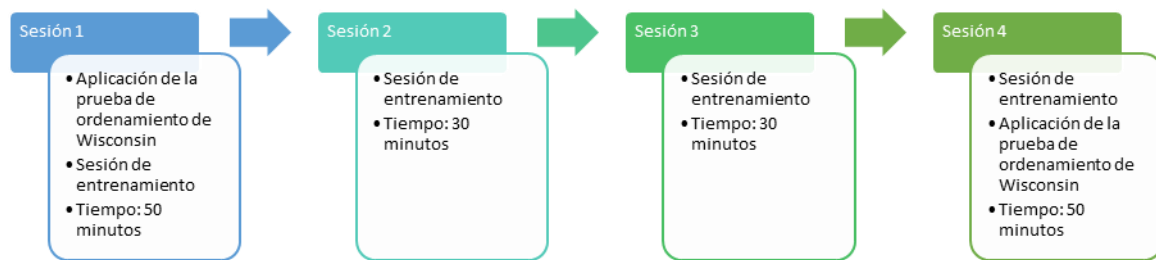 Sesión 1
• Aplicación de la
prueba de
ordenamiento de
Wisconsin
• Sesión de
entrenamiento
• Tiempo: 50
minutos
Sesión 2
• Sesión de
entrenamiento
• Tiempo: 30
minutos
Sesión 3
• Sesión de
entrenamiento
• Tiempo: 30
minutos
Sesión 4
• Sesión de
entrenamiento
• Aplicación de la
prueba de
ordenamiento de
Wisconsin
• Tiempo: 50
minutos